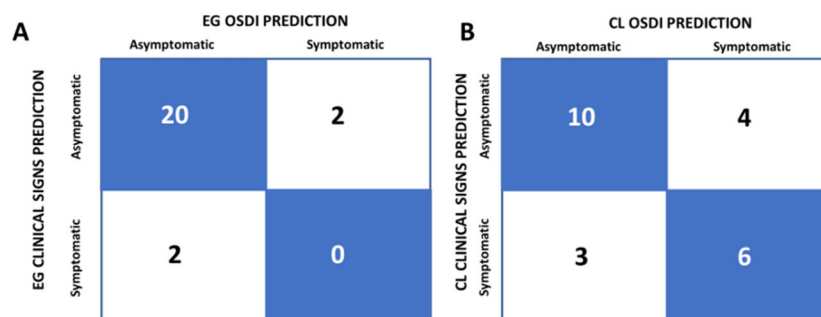 A
EG OSDI PREDICTION
Asymptomatic Symptomatic
EG CLINICAL SIGNS PREDICTION
Asymptomatic
20 2
Symptomatic
2 0
B
CL OSDI PREDICTION
Asymptomatic Symptomatic
CL CLINICAL SIGNS PREDICTION
Asymptomatic
10 4
Symptomatic
3 6